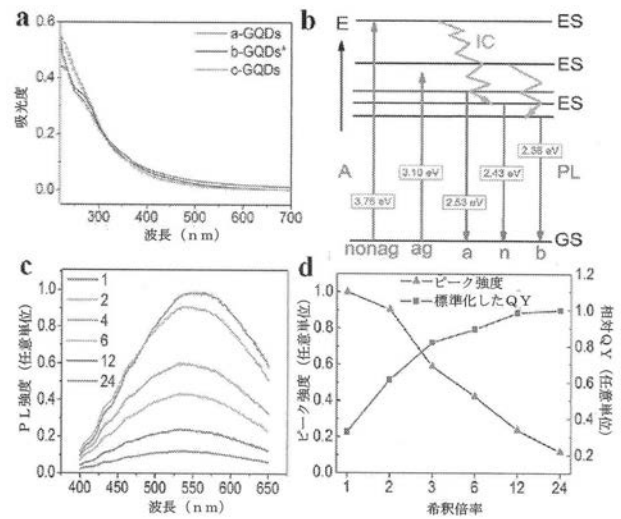 a
0.6
0.4
0.2
0.0
吸光度
a-GQDs
b-GQDs*
c-GQDs
300
400
500
600
700
波長（nm）
b
E
ES
IC
ES
ES
2.38 eV
A
3.10 eV
2.43 eV
PL
3.76 eV
2.53 eV
GS
nonag
ag
a
n
b
c
1.0
0.8
0.6
0.4
0.2
0.0
PL強度（任意単位）
1
2
4
6
12
24
400
450
500
550
600
650
波長（nm）
d
ピーク強度
標準化したQY
1.0
0.8
0.6
0.4
0.2
0.0
ピーク強度（任意単位）
1.2
1.0
0.8
0.6
0.4
0.2
相対QY（任意単位）
1
2
3
6
12
24
希釈倍率